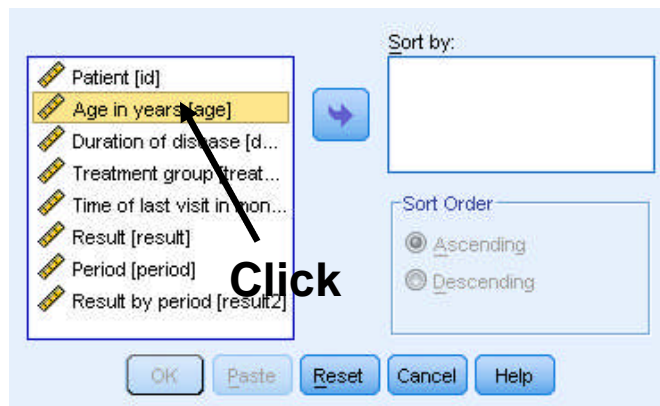 Sort by:
Patient [id]
Age in years [age]
Duration of disease [d...
Treatment group [treat...
Time of last visit in mon...
Result [result]
Period [period]
Result by period [result2]
Click
Sort Order
Ascending
Descending
OK
Paste
Reset
Cancel
Help